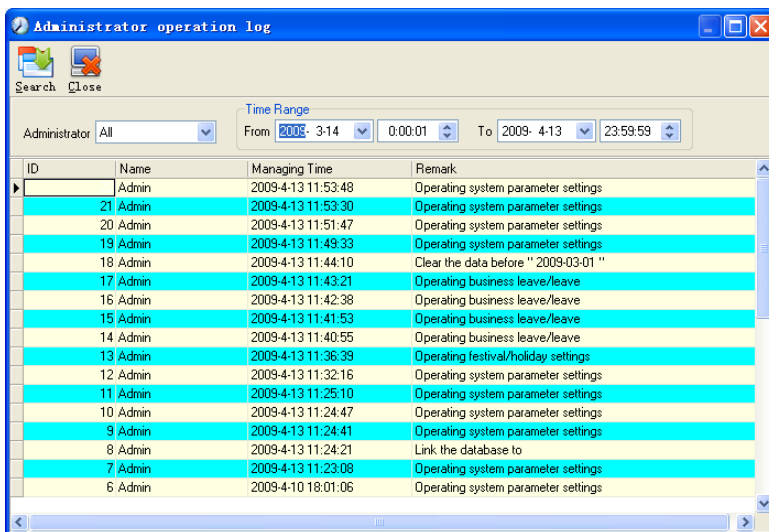 Administrator operation log
Search Close
Time Range
Administrator All From 2009- 3-14 0:00:01 To 2009- 4-13 23:59:59
ID Name Managing Time Remark
Admin 2009-4-13 11:53:48 Operating system parameter settings
21 Admin 2009-4-13 11:53:30 Operating system parameter settings
20 Admin 2009-4-13 11:51:47 Operating system parameter settings
19 Admin 2009-4-13 11:49:33 Operating system parameter settings
18 Admin 2009-4-13 11:44:10 Clear the data before " 2009-03-01 "
17 Admin 2009-4-13 11:43:21 Operating business leave/leave
16 Admin 2009-4-13 11:42:38 Operating business leave/leave
15 Admin 2009-4-13 11:41:53 Operating business leave/leave
14 Admin 2009-4-13 11:40:55 Operating business leave/leave
13 Admin 2009-4-13 11:36:39 Operating festival/holiday settings
12 Admin 2009-4-13 11:32:16 Operating system parameter settings
11 Admin 2009-4-13 11:25:10 Operating system parameter settings
10 Admin 2009-4-13 11:24:47 Operating system parameter settings
9 Admin 2009-4-13 11:24:41 Operating system parameter settings
8 Admin 2009-4-13 11:24:21 Link the database to
7 Admin 2009-4-13 11:23:08 Operating system parameter settings
6 Admin 2009-4-10 18:01:06 Operating system parameter settings